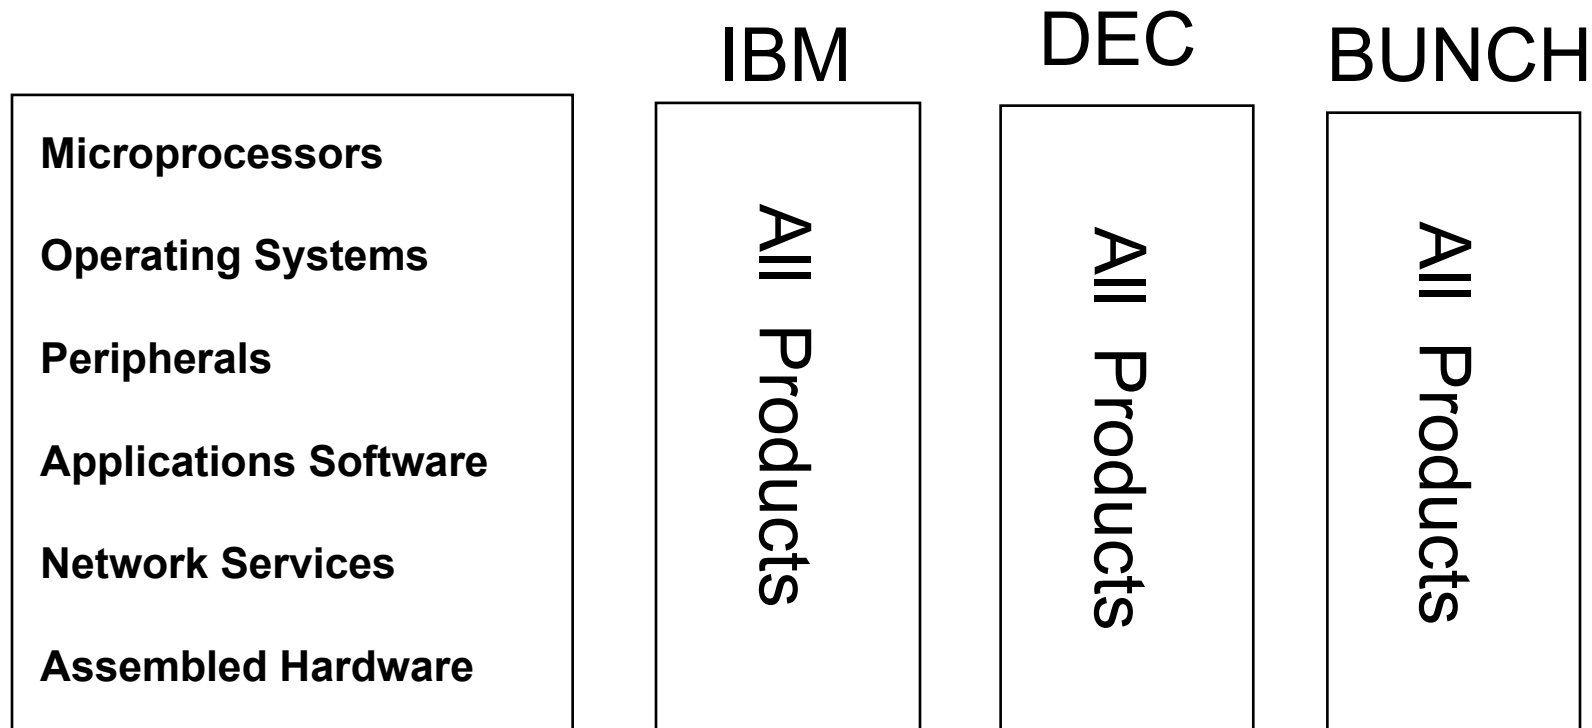 IBM
DEC
BUNCH
Microprocessors
Operating Systems
Peripherals
Applications Software
Network Services
Assembled Hardware
All Products
All Products
All Products